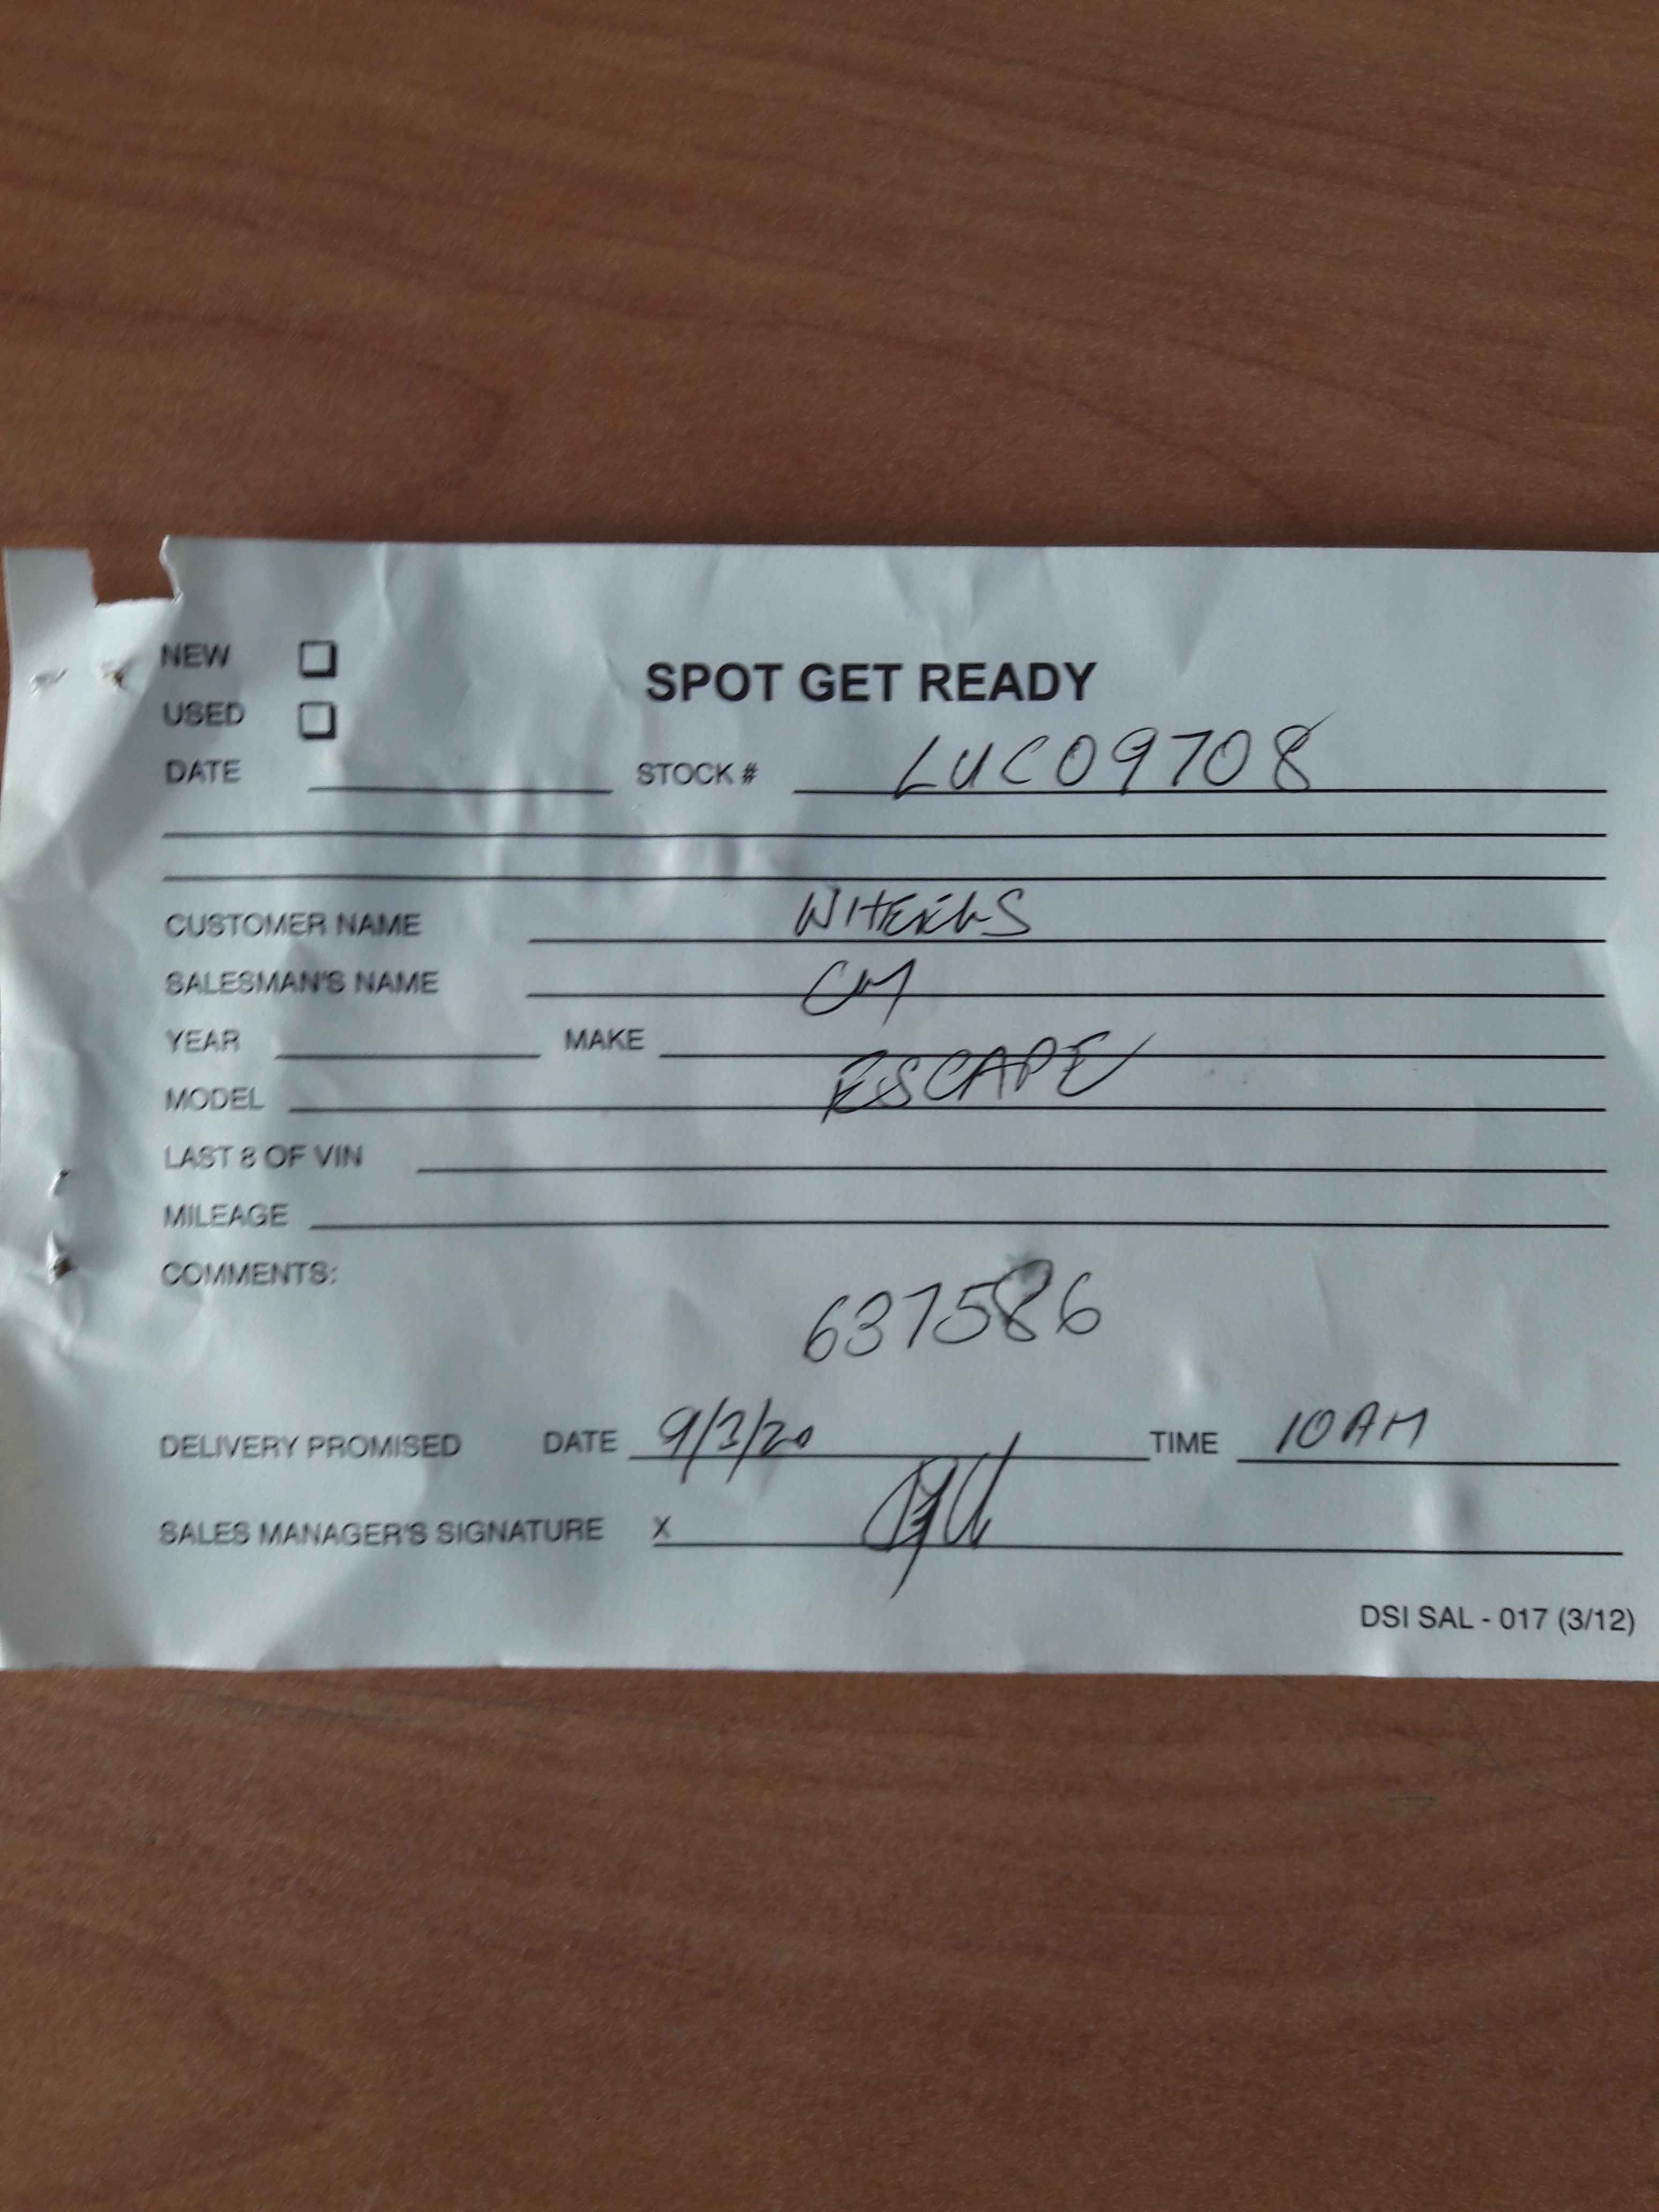 NEW
SPOT GET READY
USED
DATE STOCK # LUC09708
CUSTOMER NAME WHEELS
SALESMAN'S NAME CM
YEAR MAKE
MODEL ESCAPE
LAST 8 OF VIN
MILEAGE
COMMENTS:
637586
DELIVERY PROMISED DATE 9/3/20 TIME 10AM
SALES MANAGER'S SIGNATURE X
DSI SAL - 017 (3/12)